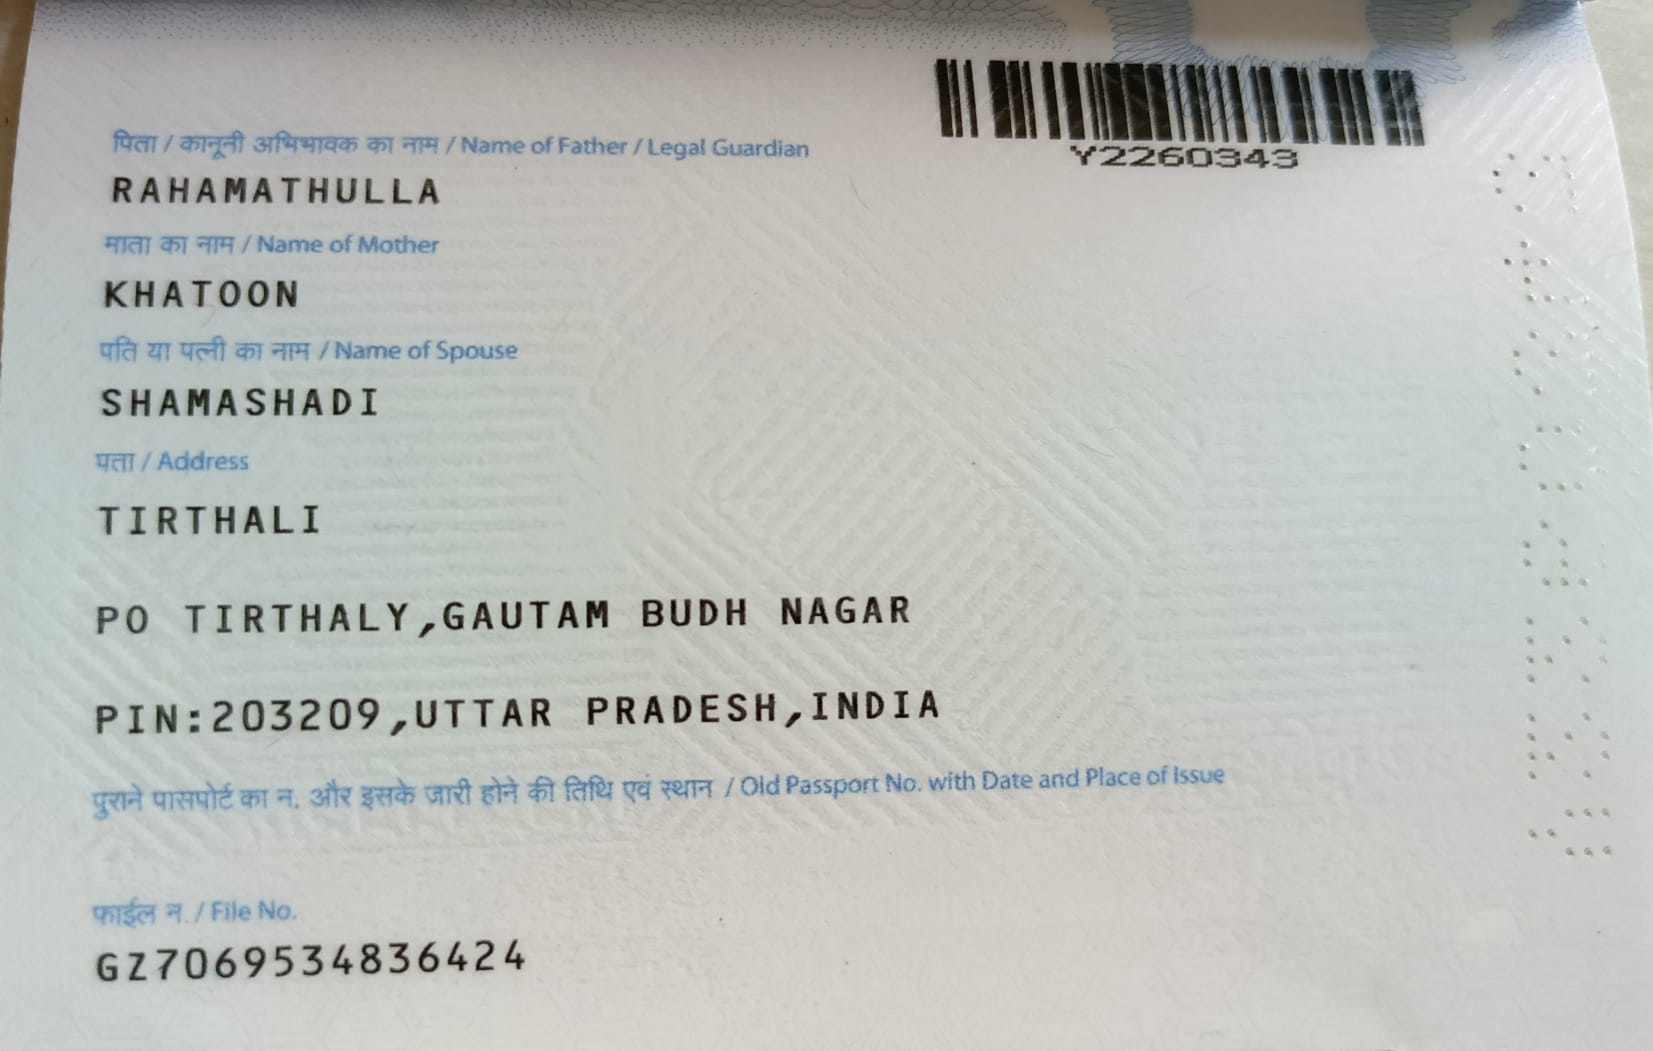 Y2260343
पिता / कानूनी अभिभावक का नाम / Name of Father / Legal Guardian
RAHAMATHULLA
माता का नाम / Name of Mother
KHATOON
पति या पत्नी का नाम / Name of Spouse
SHAMASHADI
पता / Address
TIRTHALI
PO TIRTHALY,GAUTAM BUDH NAGAR
PIN:203209,UTTAR PRADESH,INDIA
पुराने पासपोर्ट का न. और इसके जारी होने की तिथि एवं स्थान / Old Passport No. with Date and Place of Issue
फाईल न. / File No.
GZ7069534836424